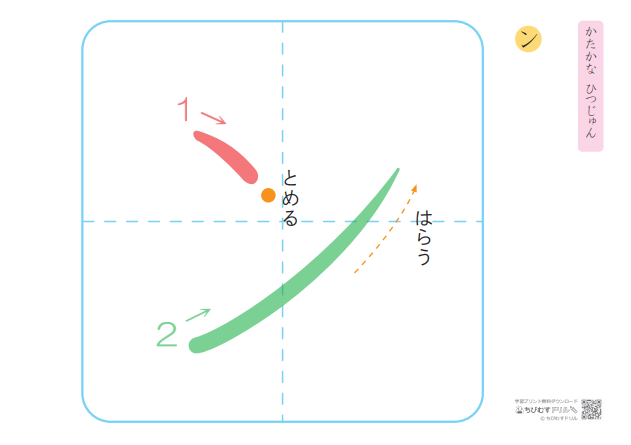 かたかな ひつじゅん
ン
1
とめる
はらう
2
学習プリント無料ダウンロード
ちびむすドリル
© ちびむすドリル